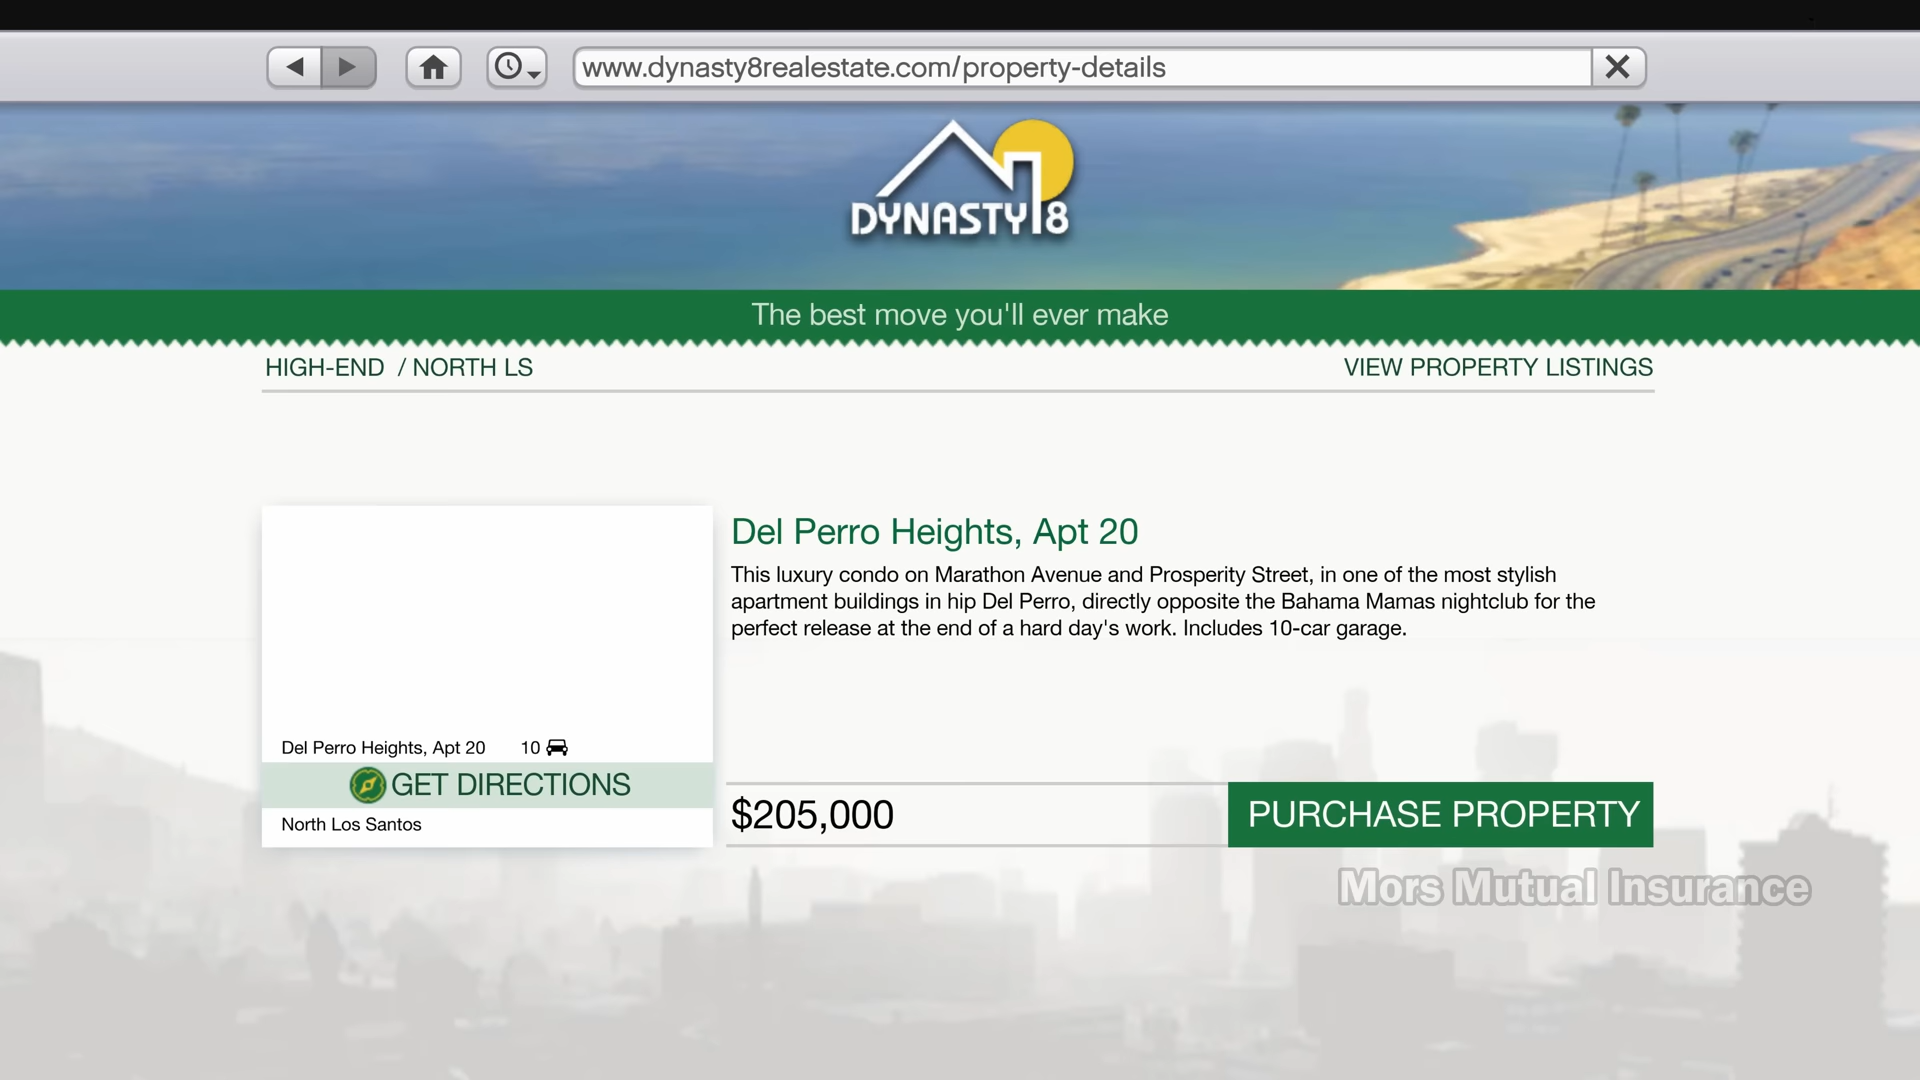 www.dynasty8realestate.com/property-details
DYNASTY 8
The best move you'll ever make
HIGH-END / NORTH LS
VIEW PROPERTY LISTINGS
Del Perro Heights, Apt 20
This luxury condo on Marathon Avenue and Prosperity Street, in one of the most stylish
apartment buildings in hip Del Perro, directly opposite the Bahama Mamas nightclub for the
perfect release at the end of a hard day's work. Includes 10-car garage.
Del Perro Heights, Apt 20 10
GET DIRECTIONS
North Los Santos
$205,000
PURCHASE PROPERTY
Mors Mutual Insurance